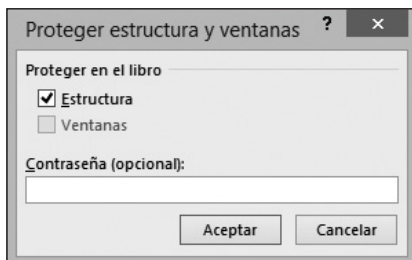 Proteger estructura y ventanas ? ×
Proteger en el libro
Estructura
Ventanas
Contraseña (opcional):
Aceptar Cancelar